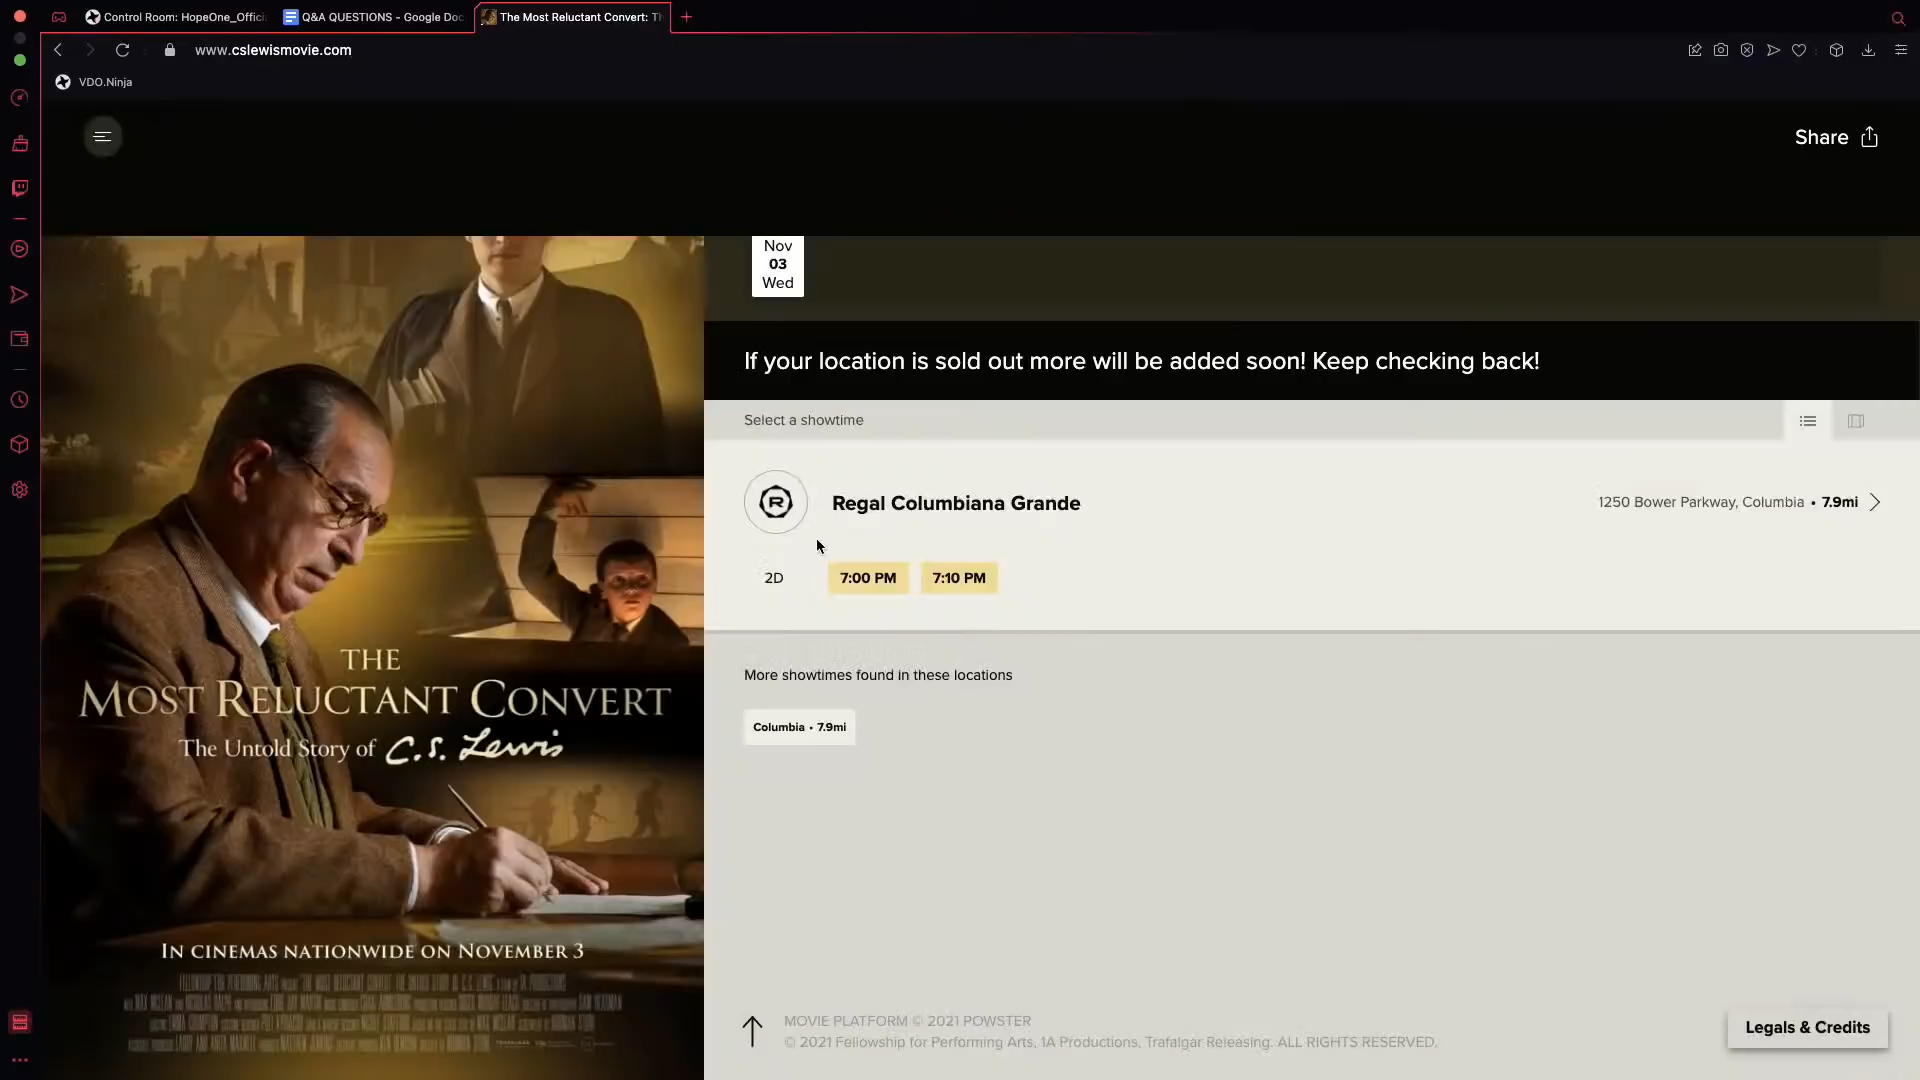 Control Room: HopeOne_Offici
Q&A QUESTIONS - Google Doc
The Most Reluctant Convert: Th
www.cslewismovie.com
VDO.Ninja
Share
Nov
03
Wed
If your location is sold out more will be added soon! Keep checking back!
Select a showtime
R
Regal Columbiana Grande
1250 Bower Parkway, Columbia • 7.9mi
2D
7:00 PM
7:10 PM
More showtimes found in these locations
Columbia • 7.9mi
THE
MOST RELUCTANT CONVERT
The Untold Story of C.S. Lewis
IN CINEMAS NATIONWIDE ON NOVEMBER 3
MOVIE PLATFORM © 2021 POWSTER
© 2021 Fellowship for Performing Arts, 1A Productions, Trafalgar Releasing. ALL RIGHTS RESERVED.
Legals & Credits